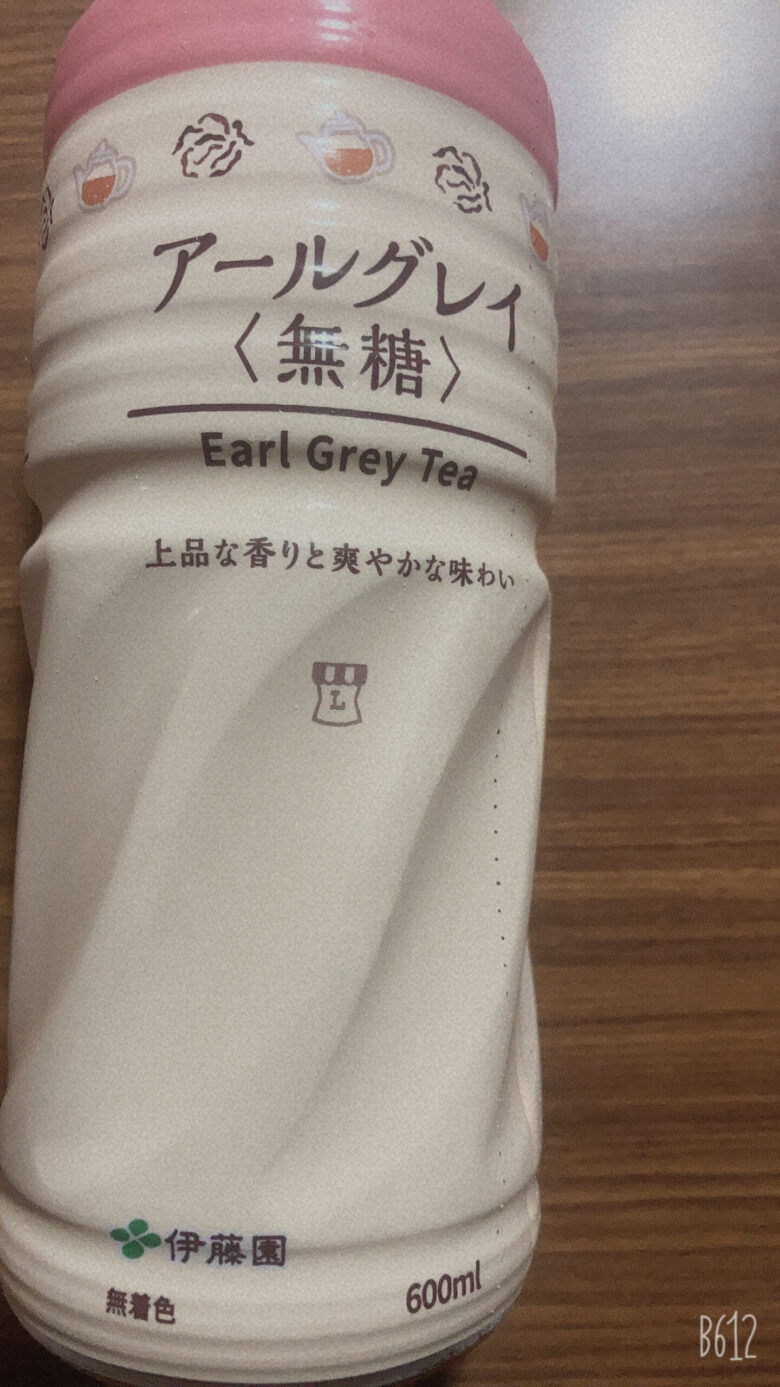 アールグレイ
〈無糖〉
Earl Grey Tea
上品な香りと爽やかな味わい
L
伊藤園
無着色
600ml
B612